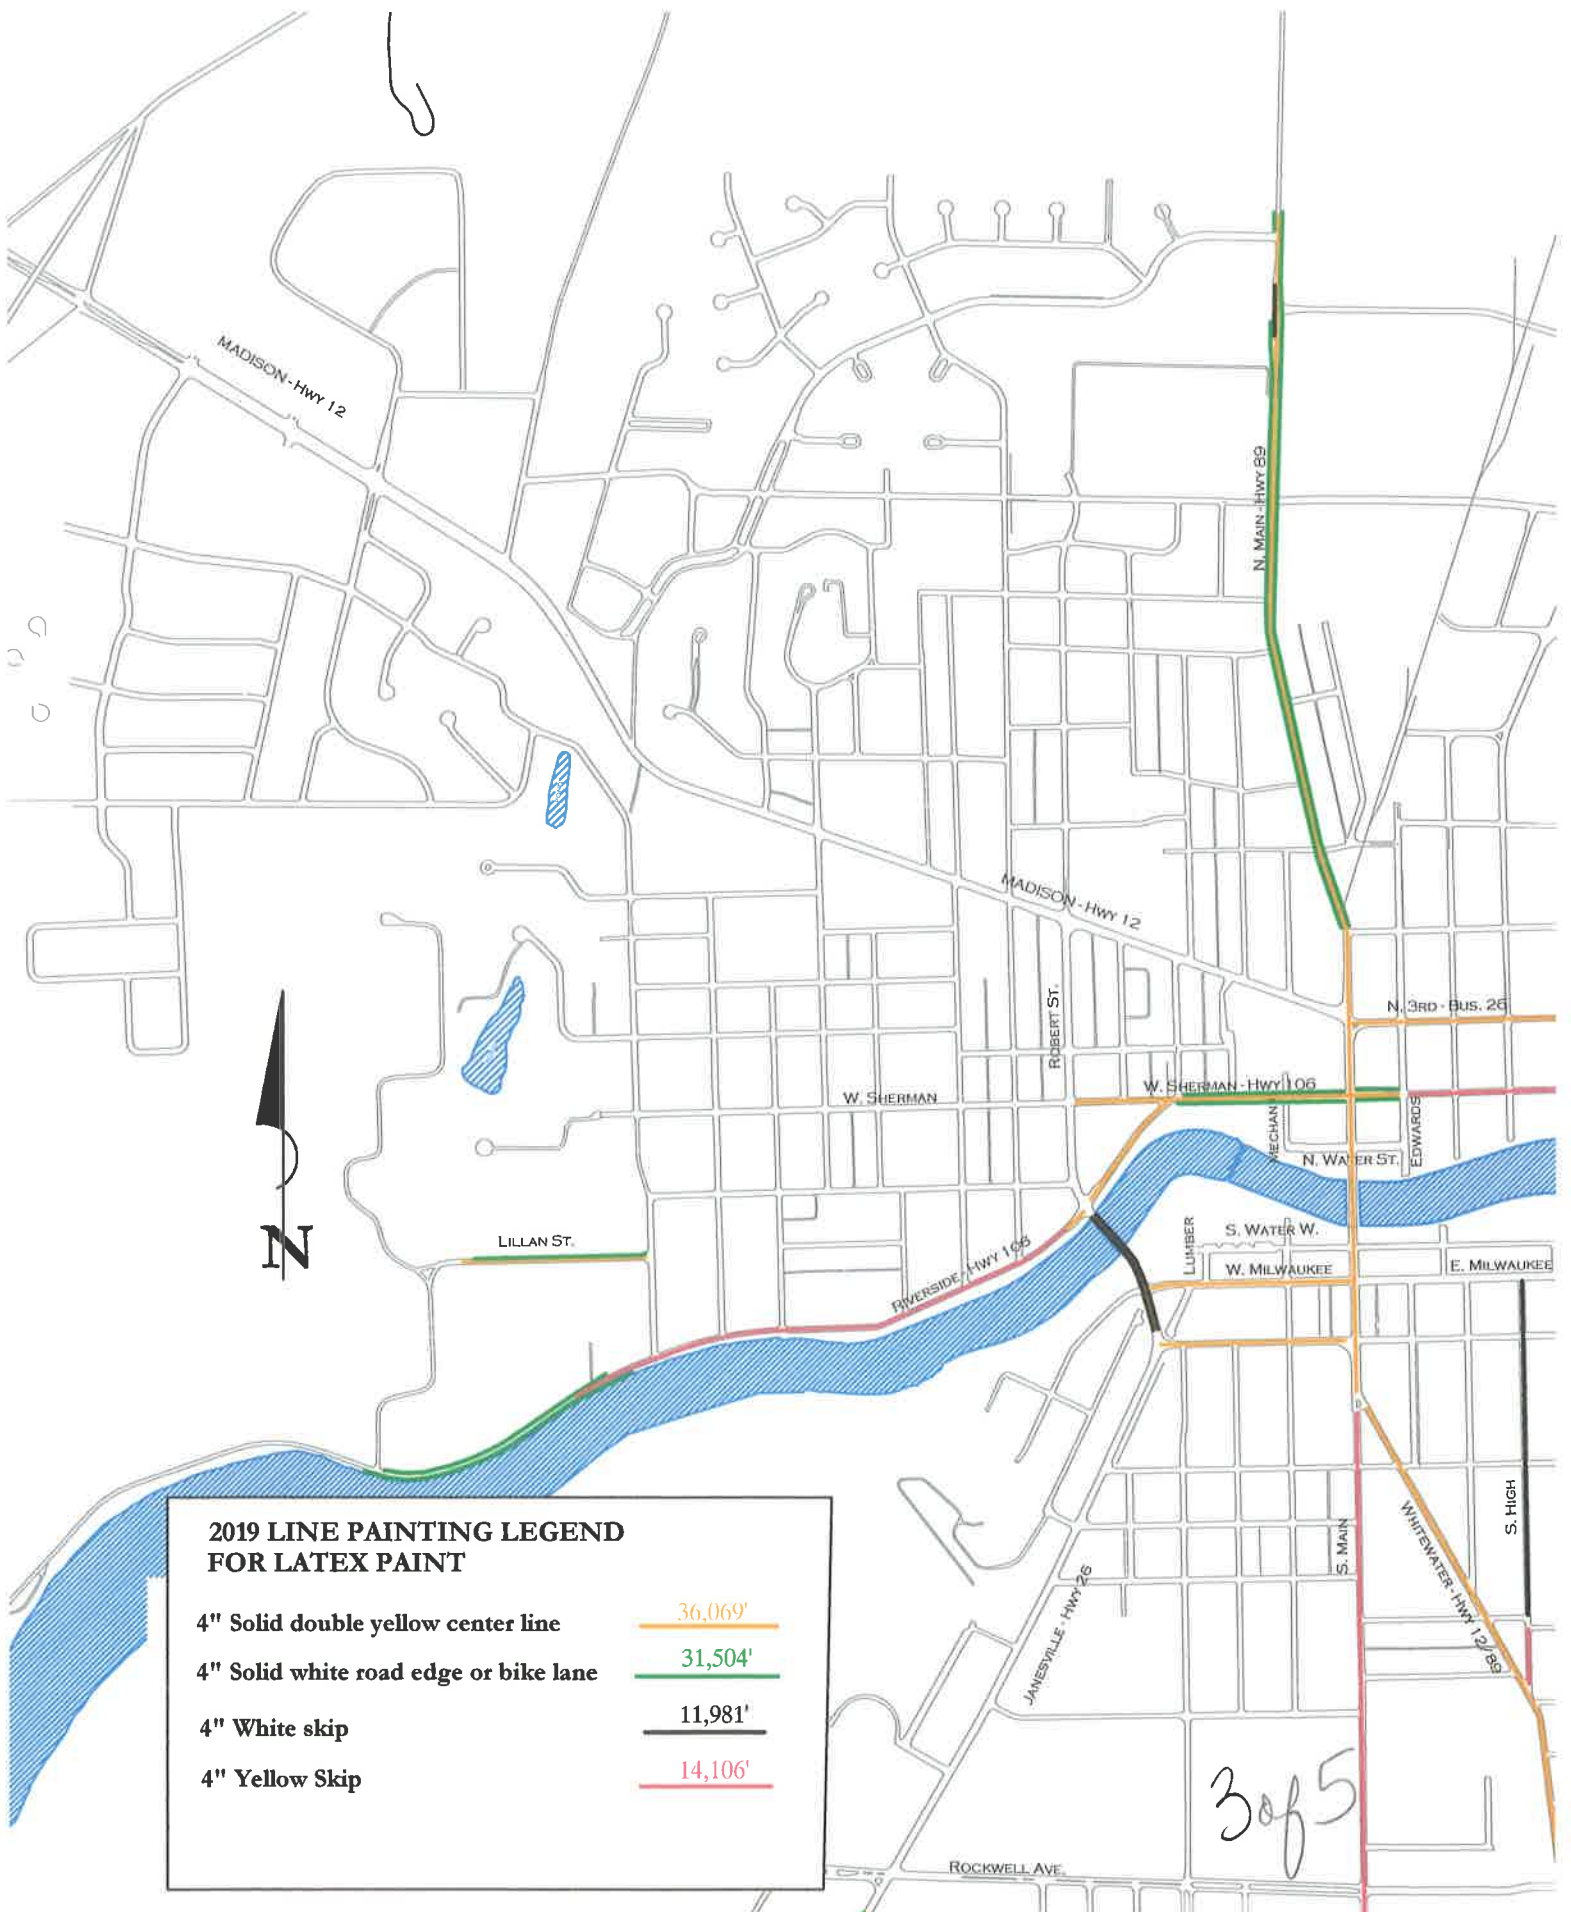 MADISON - HWY 12
N. MAIN - HWY 89
MADISON - HWY 12
N. 3RD - BUS. 26
ROBERT ST.
W. SHERMAN
W. SHERMAN - HWY 106
MECHAN
EDWARDS
N. WATER ST.
N
LILLAN ST.
RIVERSIDE - HWY 106
LUMBER
S. WATER W.
W. MILWAUKEE
E. MILWAUKEE
S. HIGH
S. MAIN
WHITEWATER - HWY 12/89
JANESVILLE - HWY 26
2019 LINE PAINTING LEGEND
FOR LATEX PAINT
4" Solid double yellow center line 36,069'
4" Solid white road edge or bike lane 31,504'
4" White skip 11,981'
4" Yellow Skip 14,106'
3 of 5
ROCKWELL AVE.